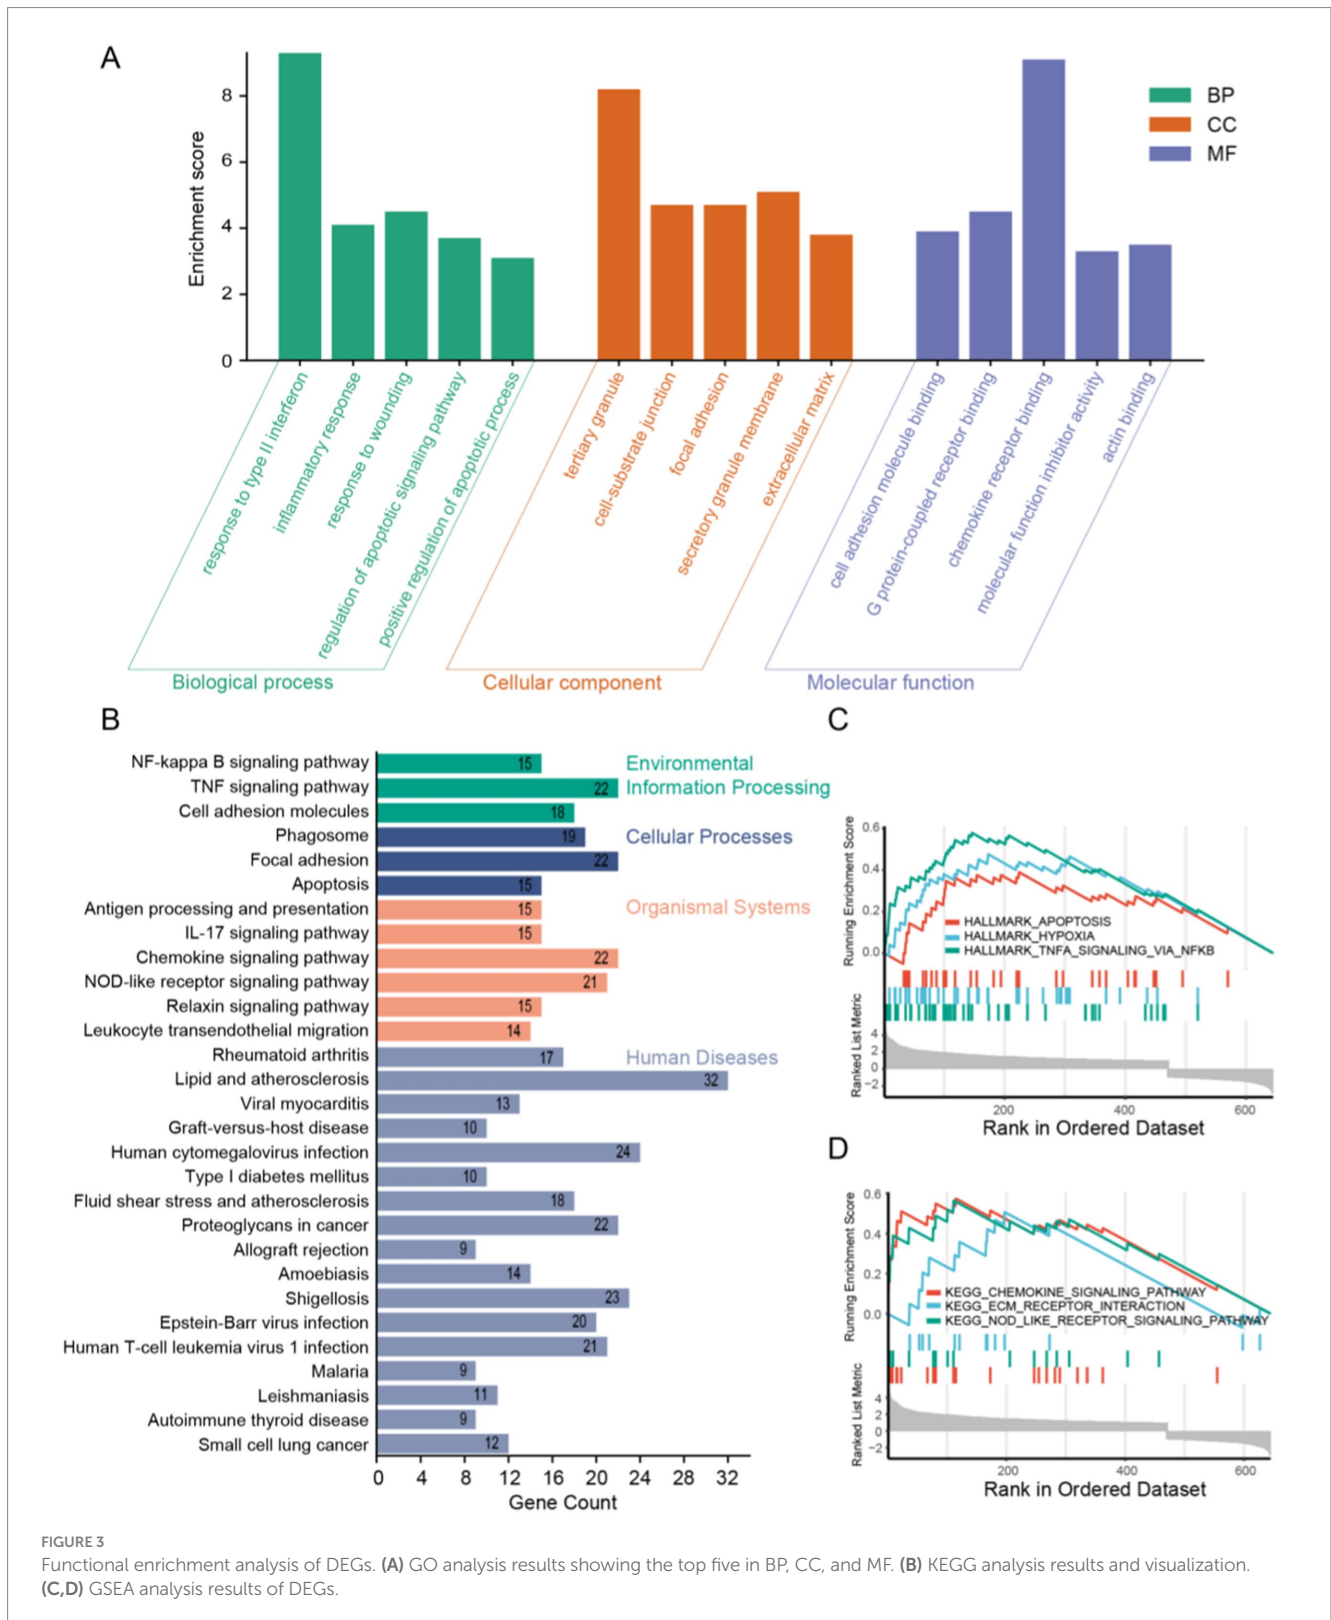 A
Enrichment score
8
6
4
2
0
BP
CC
MF
response to type II interferon
inflammatory response
response to wounding
regulation of apoptotic signaling pathway
positive regulation of apoptotic process
tertiary granule
cell-substrate junction
focal adhesion
secretory granule membrane
extracellular matrix
cell adhesion molecule binding
G protein-coupled receptor binding
chemokine receptor binding
molecular function inhibitor activity
actin binding
Biological process
Cellular component
Molecular function
B
NF-kappa B signaling pathway 15 Environmental
TNF signaling pathway 22 Information Processing
Cell adhesion molecules 18
Phagosome 19 Cellular Processes
Focal adhesion 22
Apoptosis 15
Antigen processing and presentation 15 Organismal Systems
IL-17 signaling pathway 15
Chemokine signaling pathway 22
NOD-like receptor signaling pathway 21
Relaxin signaling pathway 15
Leukocyte transendothelial migration 14
Rheumatoid arthritis 17 Human Diseases
Lipid and atherosclerosis 32
Viral myocarditis 13
Graft-versus-host disease 10
Human cytomegalovirus infection 24
Type I diabetes mellitus 10
Fluid shear stress and atherosclerosis 18
Proteoglycans in cancer 22
Allograft rejection 9
Amoebiasis 14
Shigellosis 23
Epstein-Barr virus infection 20
Human T-cell leukemia virus 1 infection 21
Malaria 9
Leishmaniasis 11
Autoimmune thyroid disease 9
Small cell lung cancer 12
0 4 8 12 16 20 24 28 32
Gene Count
C
Running Enrichment Score
0.6
0.4
0.2
0.0
HALLMARK_APOPTOSIS
HALLMARK_HYPOXIA
HALLMARK_TNFA_SIGNALING_VIA_NFKB
Ranked List Metric
4
2
0
−2
200 400 600
Rank in Ordered Dataset
D
Running Enrichment Score
0.6
0.4
0.2
0.0
KEGG_CHEMOKINE_SIGNALING_PATHWAY
KEGG_ECM_RECEPTOR_INTERACTION
KEGG_NOD_LIKE_RECEPTOR_SIGNALING_PATHWAY
Ranked List Metric
4
2
0
−2
200 400 600
Rank in Ordered Dataset
FIGURE 3
Functional enrichment analysis of DEGs. (A) GO analysis results showing the top five in BP, CC, and MF. (B) KEGG analysis results and visualization.
(C,D) GSEA analysis results of DEGs.